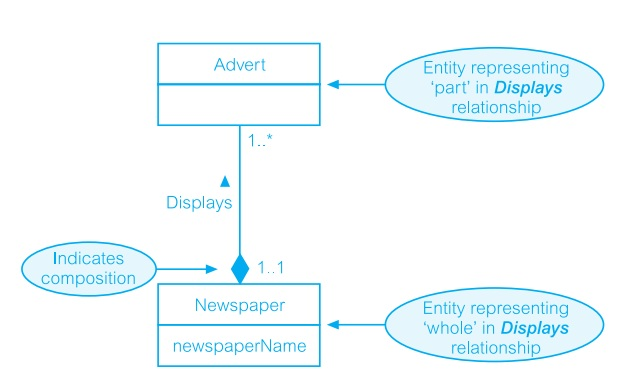 Advert
Entity representing
‘part’ in Displays
relationship
1..*
Displays
Indicates
composition
1..1
Newspaper
newspaperName
Entity representing
‘whole’ in Displays
relationship